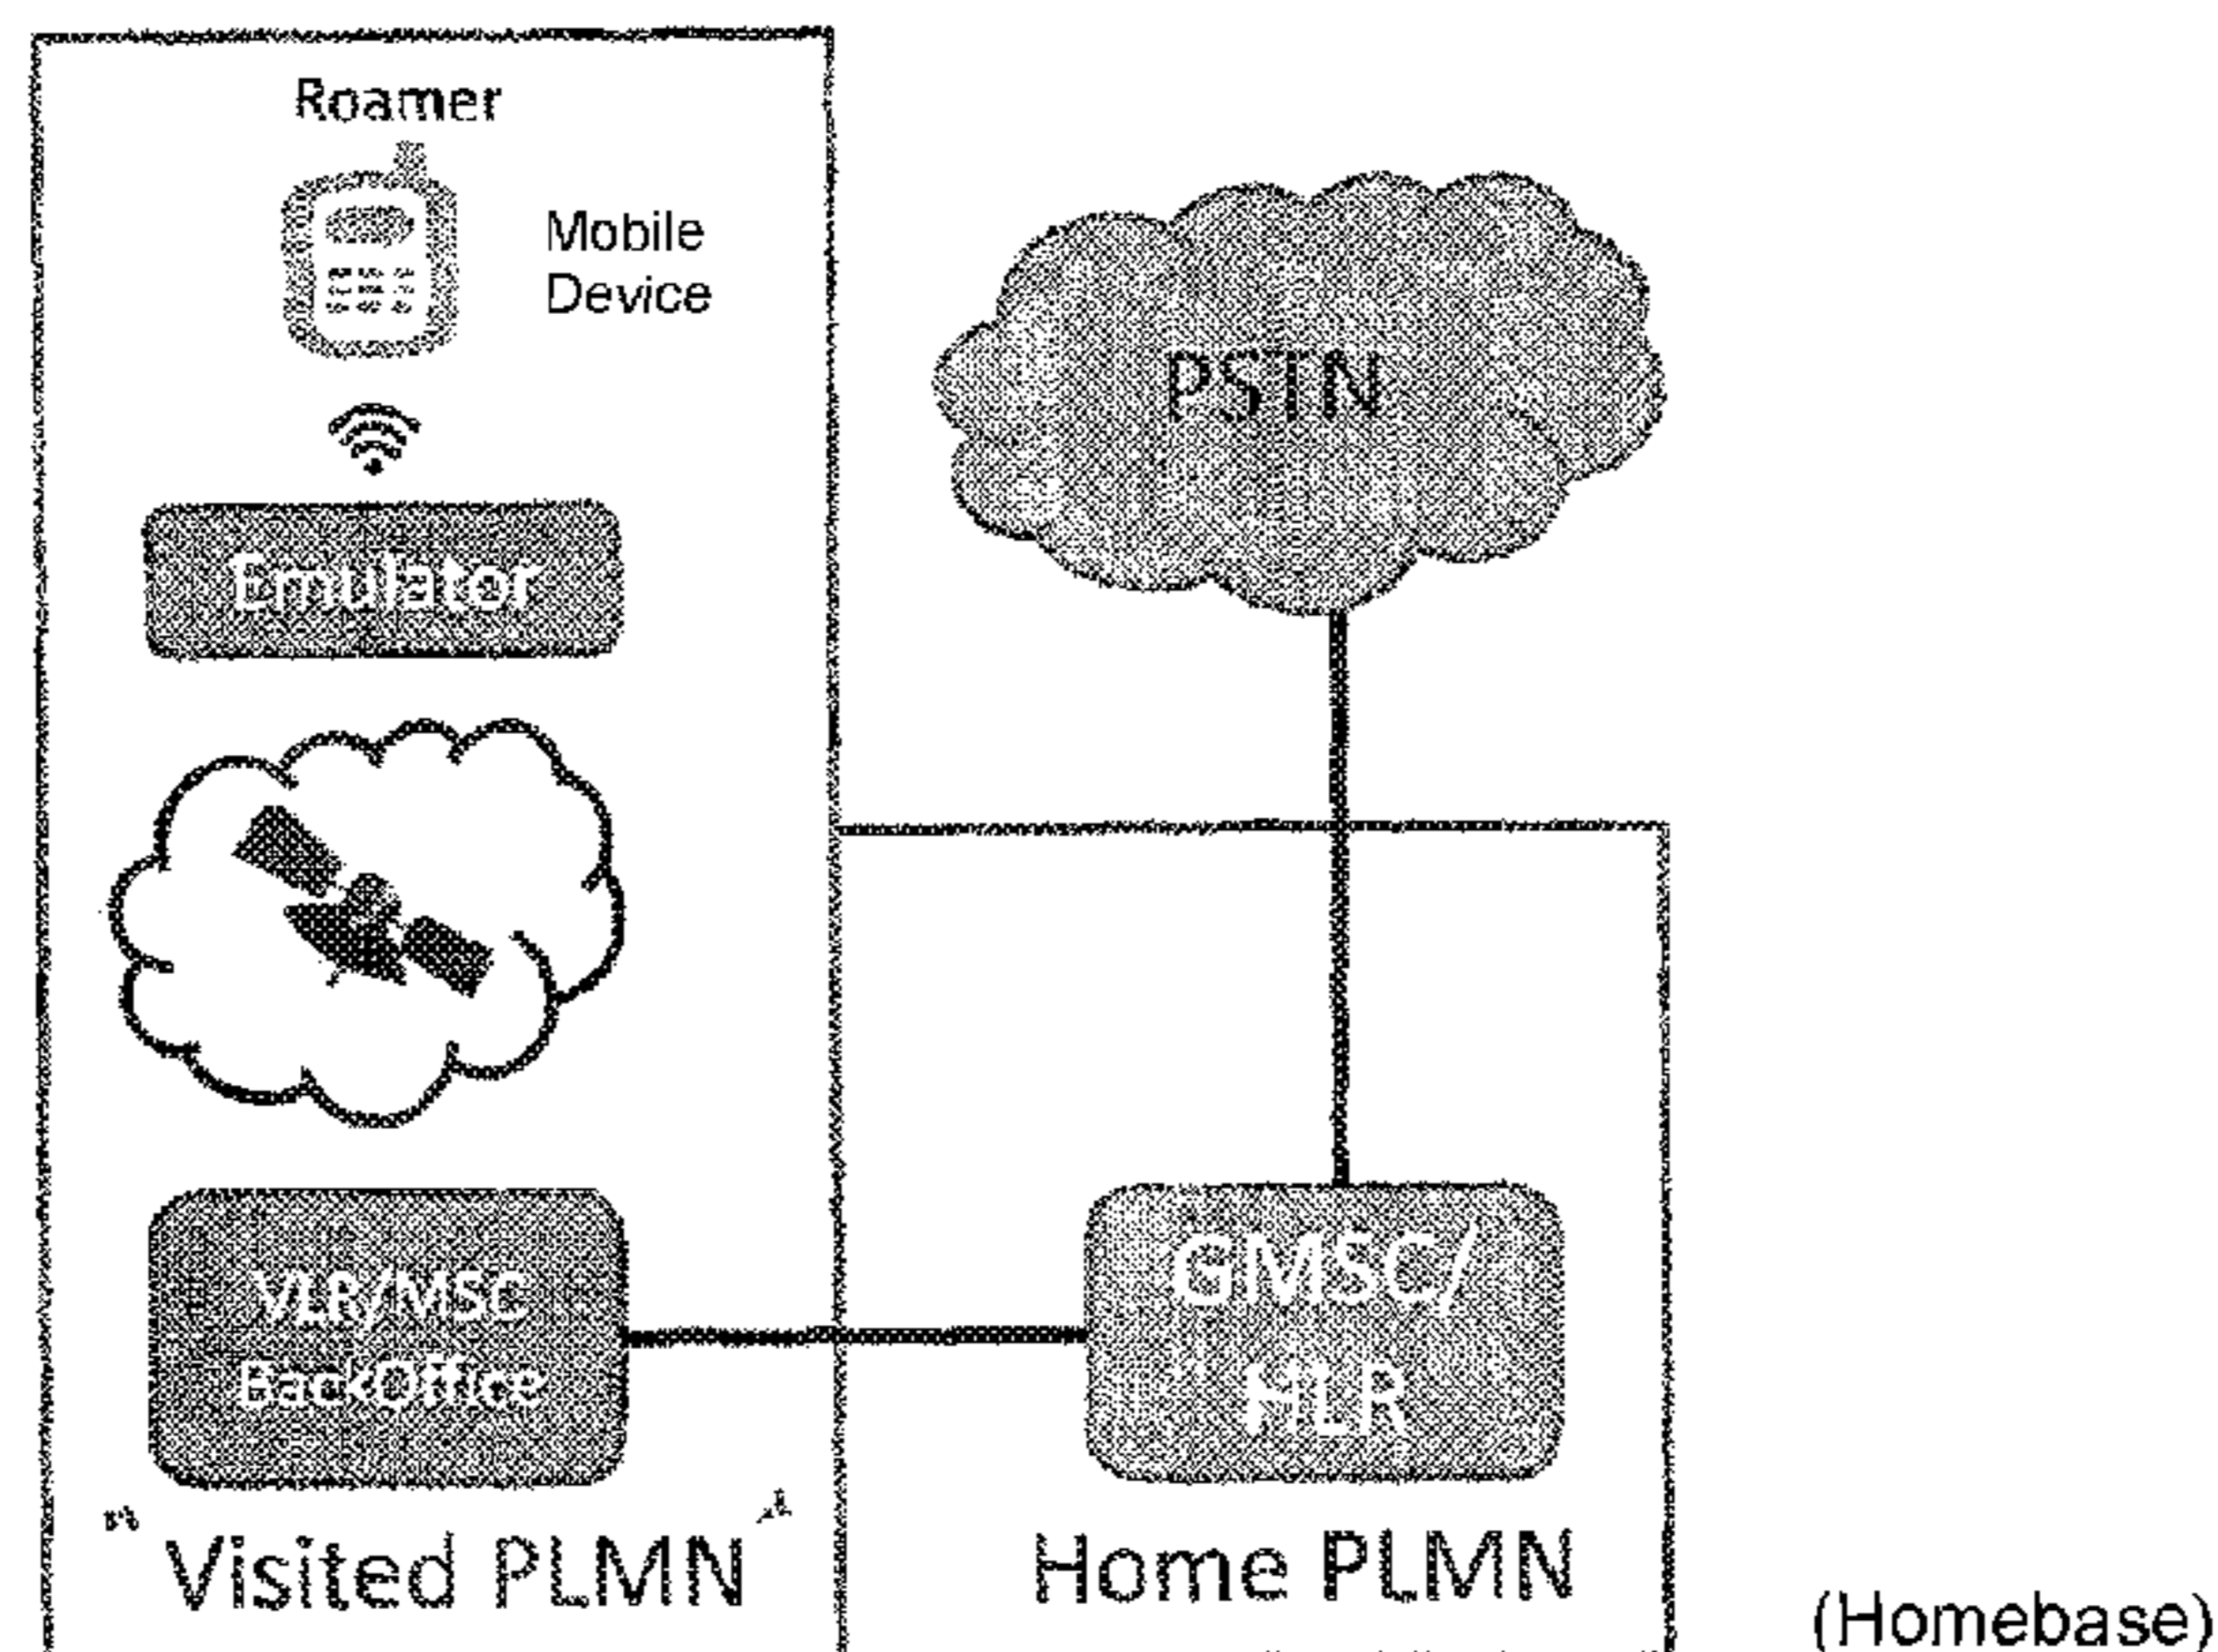 Roamer
Mobile
Device
PSTN
Emulator
VLR/MSC
BackOffice
GMSC/
HLR
" Visited PLMN "
Home PLMN
(Homebase)